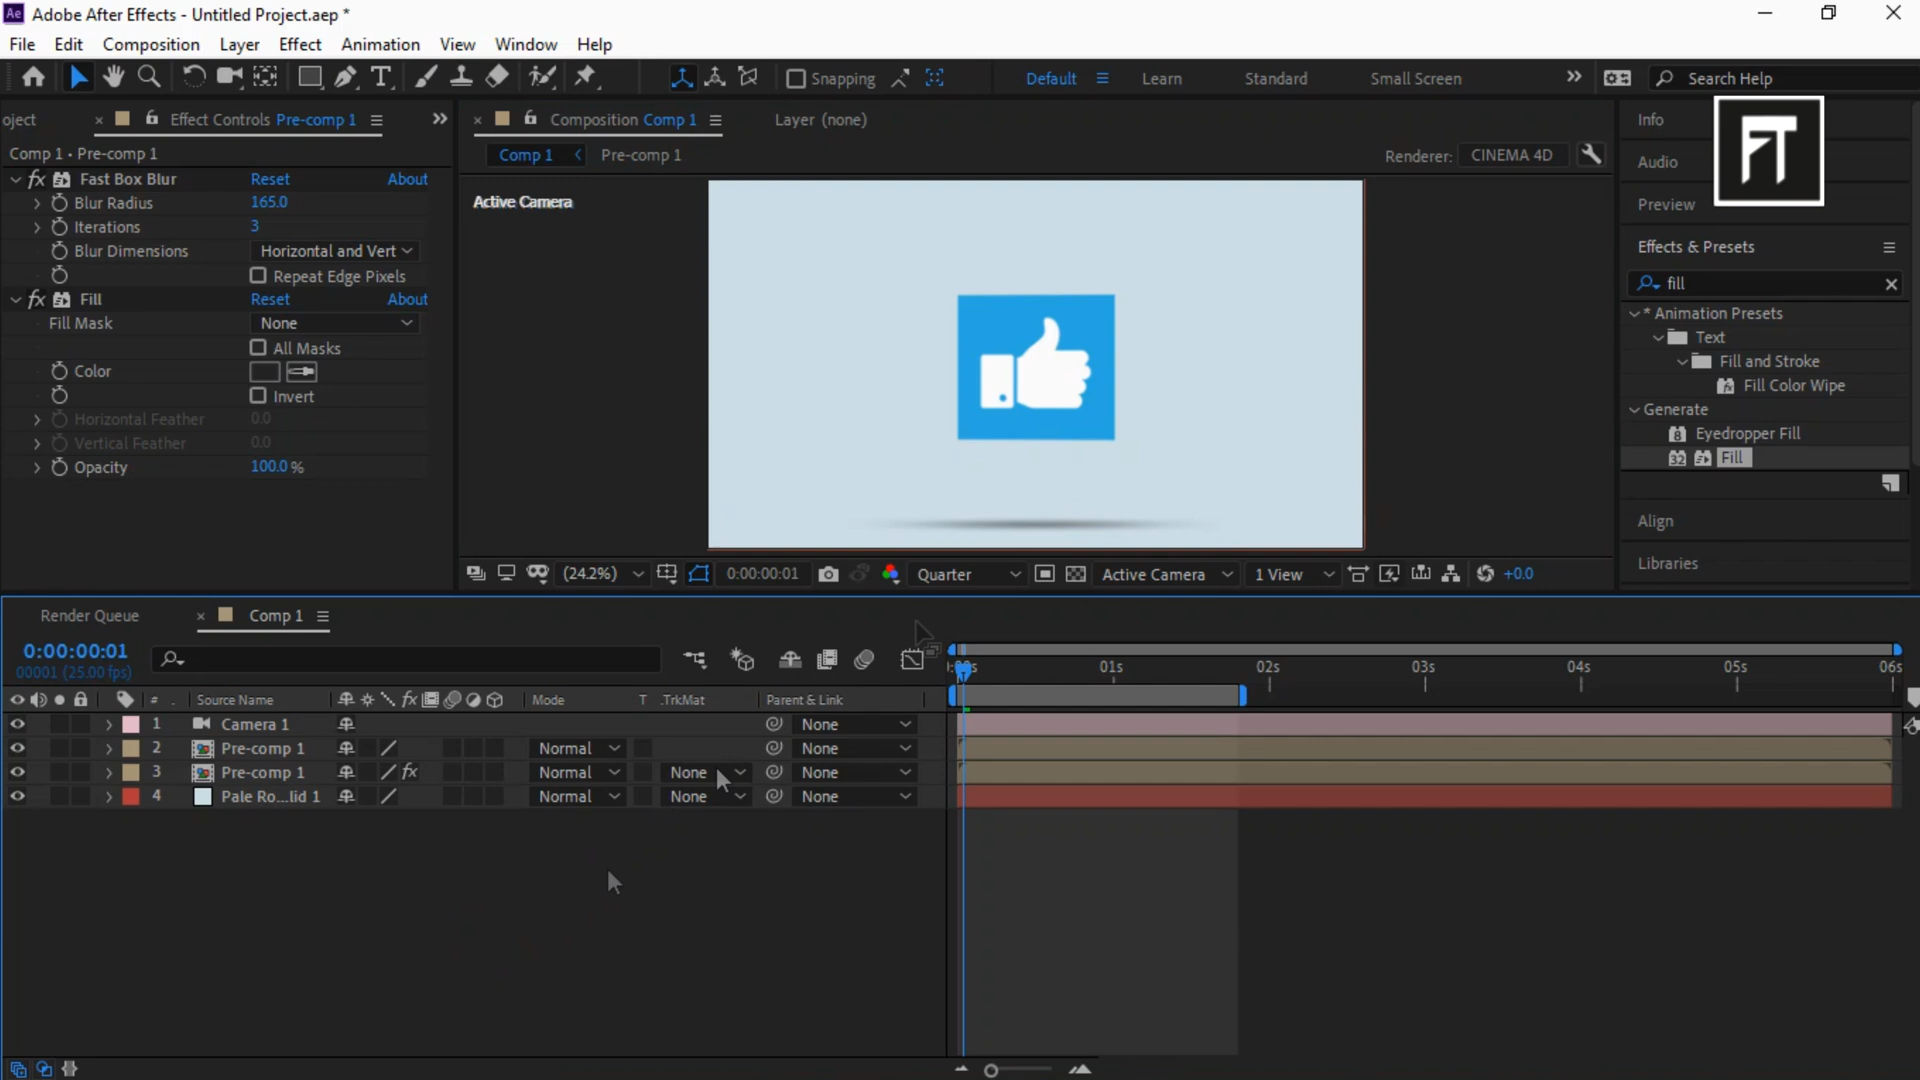 Ae Adobe After Effects - Untitled Project.aep *
File Edit Composition Layer Effect Animation View Window Help
T Snapping Default Learn Standard Small Screen Search Help
oject Effect Controls Pre-comp 1 Composition Comp 1 Layer (none) Info
Comp 1 • Pre-comp 1 Comp 1 Pre-comp 1 Renderer: CINEMA 4D Audio FT
fx Fast Box Blur Reset About
Blur Radius 165.0 Active Camera Preview
Iterations 3
Blur Dimensions Horizontal and Vert Effects & Presets
Repeat Edge Pixels fill
fx Fill Reset About
Fill Mask None * Animation Presets
All Masks Text
Color Fill and Stroke
Invert Fill Color Wipe
Horizontal Feather 0.0 Generate
Vertical Feather 0.0 8 Eyedropper Fill
Opacity 100.0 % 32 Fill
Align
Libraries
(24.2%) 0:00:00:01 Quarter Active Camera 1 View +0.0
Render Queue Comp 1
0:00:00:01
00001 (25.00 fps)
01s 02s 03s 04s 05s 06s
# Source Name fx Mode T .TrkMat Parent & Link
1 Camera 1 None
2 Pre-comp 1 Normal None
3 Pre-comp 1 fx Normal None None
4 Pale Ro...lid 1 Normal None None